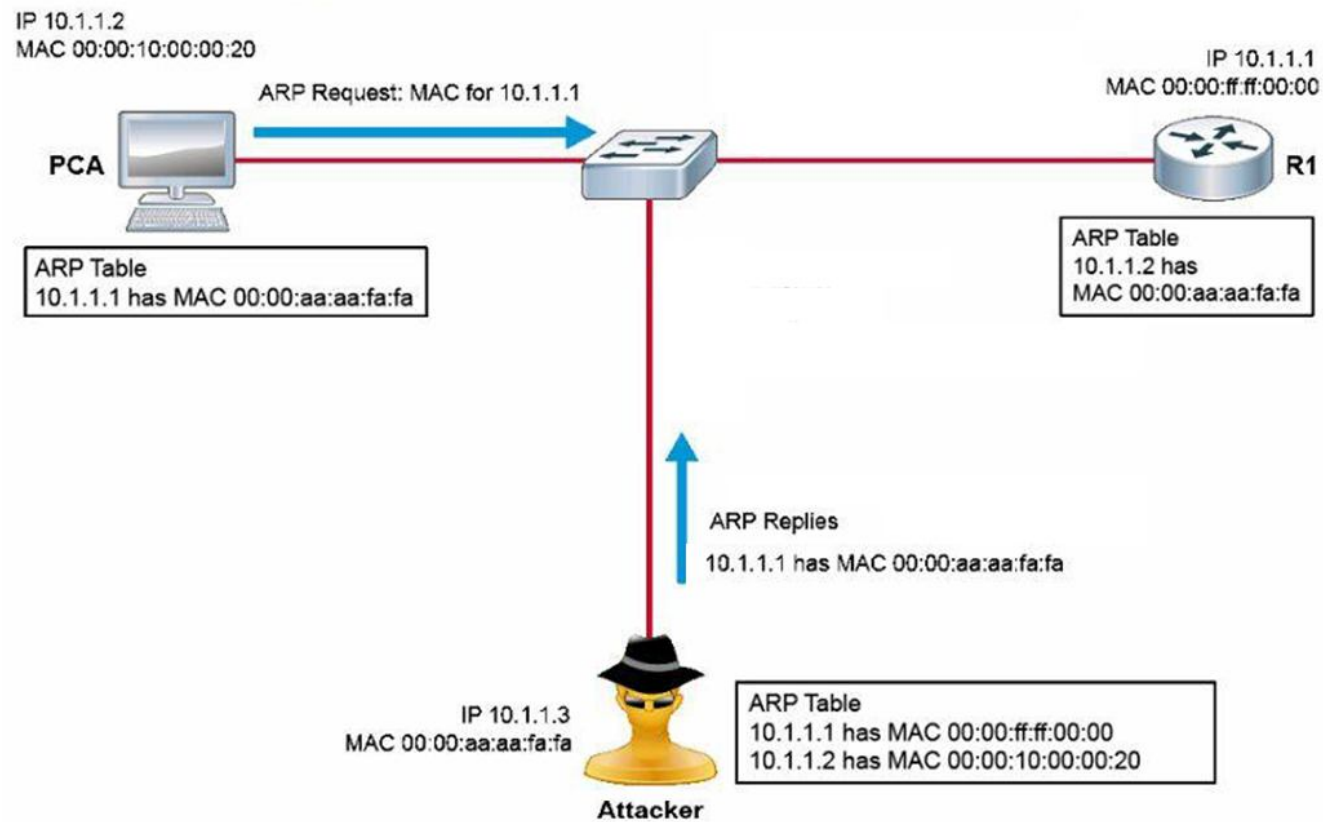 IP 10.1.1.2
MAC 00:00:10:00:00:20
ARP Request: MAC for 10.1.1.1
IP 10.1.1.1
MAC 00:00:ff:ff:00:00
PCA
R1
ARP Table
10.1.1.1 has MAC 00:00:aa:aa:fa:fa
ARP Table
10.1.1.2 has
MAC 00:00:aa:aa:fa:fa
ARP Replies
10.1.1.1 has MAC 00:00:aa:aa:fa:fa
IP 10.1.1.3
MAC 00:00:aa:aa:fa:fa
ARP Table
10.1.1.1 has MAC 00:00:ff:ff:00:00
10.1.1.2 has MAC 00:00:10:00:00:20
Attacker